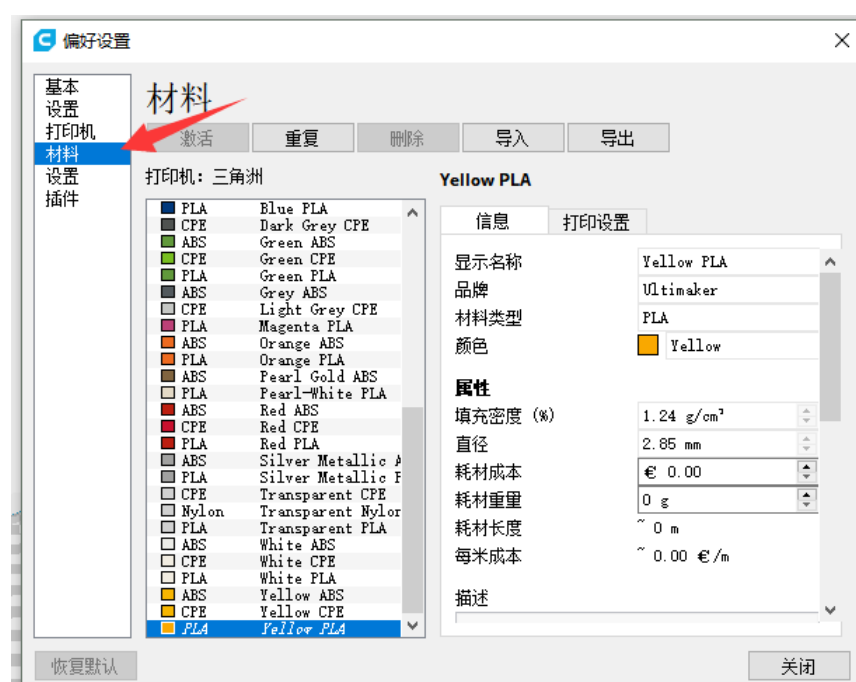 偏好设置
基本
设置
打印机
材料
设置
插件
材料
激活 重复 删除 导入 导出
打印机：三角洲
PLA Blue PLA
CPE Dark Grey CPE
ABS Green ABS
CPE Green CPE
PLA Green PLA
ABS Grey ABS
CPE Light Grey CPE
PLA Magenta PLA
ABS Orange ABS
PLA Orange PLA
ABS Pearl Gold ABS
PLA Pearl-White PLA
ABS Red ABS
CPE Red CPE
PLA Red PLA
ABS Silver Metallic A
PLA Silver Metallic P
CPE Transparent CPE
Nylon Transparent Nylon
PLA Transparent PLA
ABS White ABS
CPE White CPE
PLA White PLA
ABS Yellow ABS
CPE Yellow CPE
PLA Yellow PLA
Yellow PLA
信息 打印设置
显示名称 Yellow PLA
品牌 Ultimaker
材料类型 PLA
颜色 Yellow
属性
填充密度 (%) 1.24 g/cm³
直径 2.85 mm
耗材成本 € 0.00
耗材重量 0 g
耗材长度 ~ 0 m
每米成本 ~ 0.00 €/m
描述
恢复默认
关闭